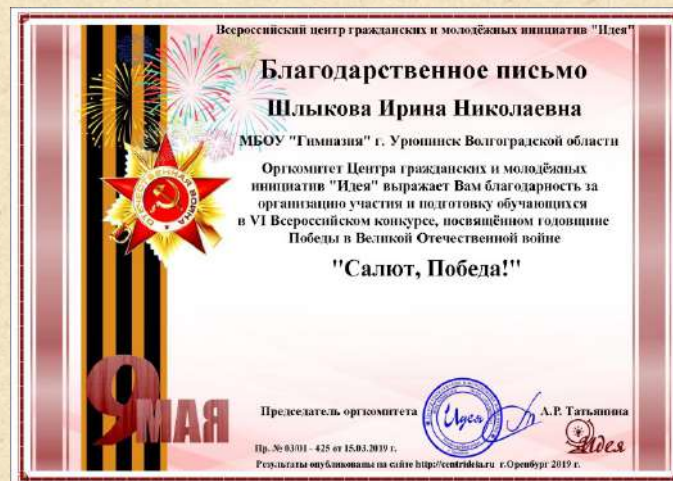 Всероссийский центр гражданских и молодёжных инициатив "Идея"
Благодарственное письмо
Шлыкова Ирина Николаевна
МБОУ "Гимназия" г. Урюпинск Волгоградской области
Оргкомитет Центра гражданских и молодёжных
инициатив "Идея" выражает Вам благодарность за
организацию участия и подготовку обучающихся
в VI Всероссийском конкурсе, посвящённом годовщине
Победы в Великой Отечественной войне
"Салют, Победа!"
ОТЕЧЕСТВЕННАЯ ВОЙНА
9 МАЯ
Председатель оргкомитета
Идея
А.Р. Татьянина
Идея
Пр. № 03/01 - 425 от 15.03.2019 г.
Результаты опубликованы на сайте http://centrideia.ru г.Оренбург 2019 г.